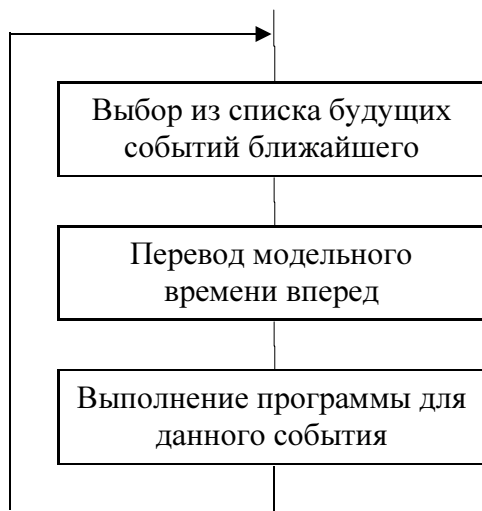 Выбор из списка будущих
событий ближайшего
Перевод модельного
времени вперед
Выполнение программы для
данного события